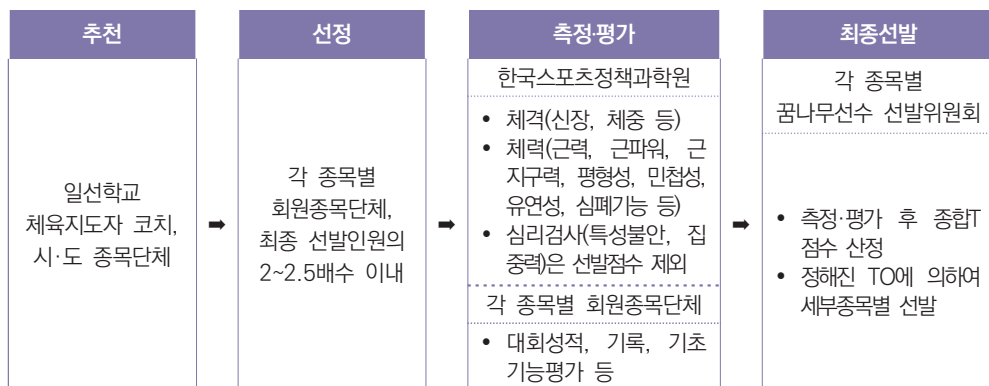 추천
일선학교
체육지도자 코치,
시·도 종목단체
➡
선정
각 종목별
회원종목단체,
최종 선발인원의
2~2.5배수 이내
➡
측정·평가
한국스포츠정책과학원
• 체격(신장, 체중 등)
• 체력(근력, 근파워, 근
지구력, 평형성, 민첩성,
유연성, 심폐기능 등)
• 심리검사(특성불안, 집
중력)은 선발점수 제외
각 종목별 회원종목단체
• 대회성적, 기록, 기초
기능평가 등
➡
최종선발
각 종목별
꿈나무선수 선발위원회
• 측정·평가 후 종합T
점수 산정
• 정해진 TO에 의하여
세부종목별 선발